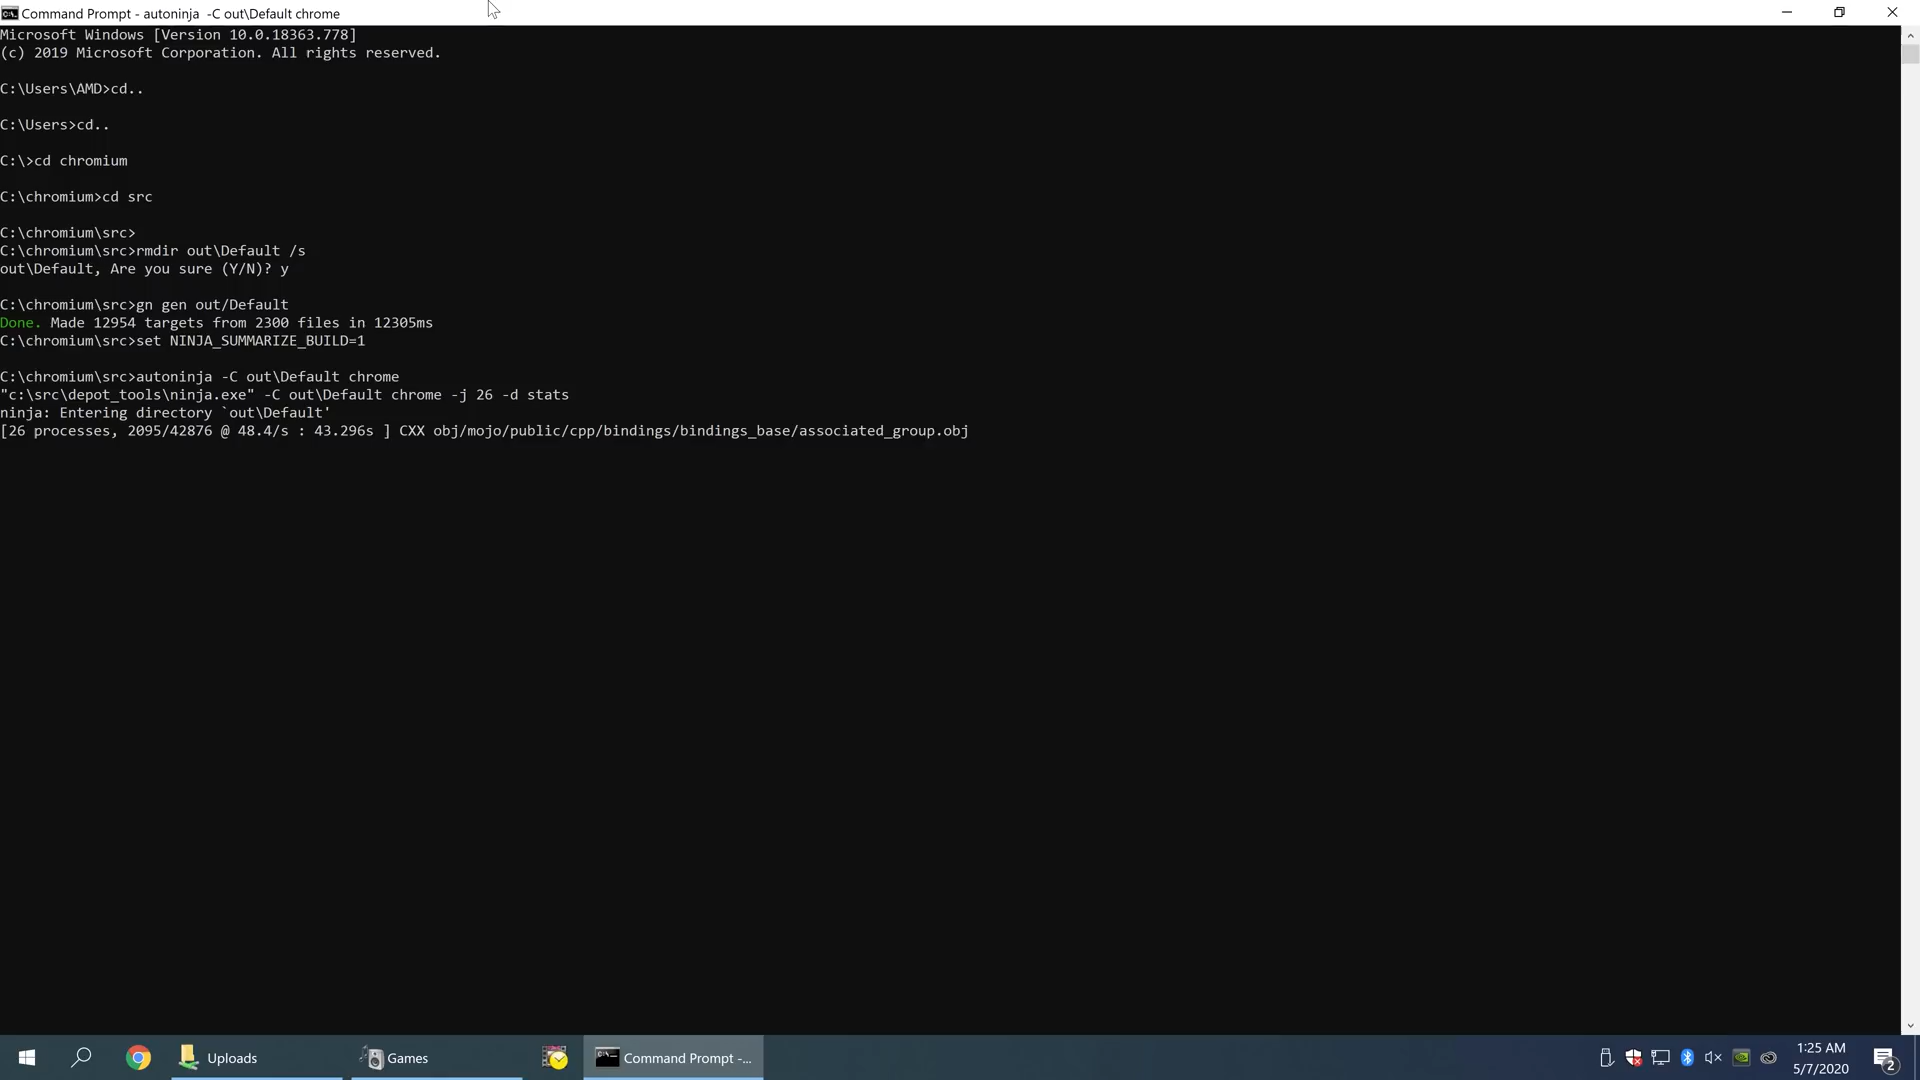 Command Prompt - autoninja  -C out\Default chrome
Microsoft Windows [Version 10.0.18363.778]
(c) 2019 Microsoft Corporation. All rights reserved.
C:\Users\AMD>cd..
C:\Users>cd..
C:\>cd chromium
C:\chromium>cd src
C:\chromium\src>
C:\chromium\src>rmdir out\Default /s
out\Default, Are you sure (Y/N)? y
C:\chromium\src>gn gen out/Default
Done. Made 12954 targets from 2300 files in 12305ms
C:\chromium\src>set NINJA_SUMMARIZE_BUILD=1
C:\chromium\src>autoninja -C out\Default chrome
"c:\src\depot_tools\ninja.exe" -C out\Default chrome -j 26 -d stats
ninja: Entering directory `out\Default'
[26 processes, 2095/42876 @ 48.4/s : 43.296s ] CXX obj/mojo/public/cpp/bindings/bindings_base/associated_group.obj
Uploads
Games
Command Prompt -...
1:25 AM
5/7/2020
2